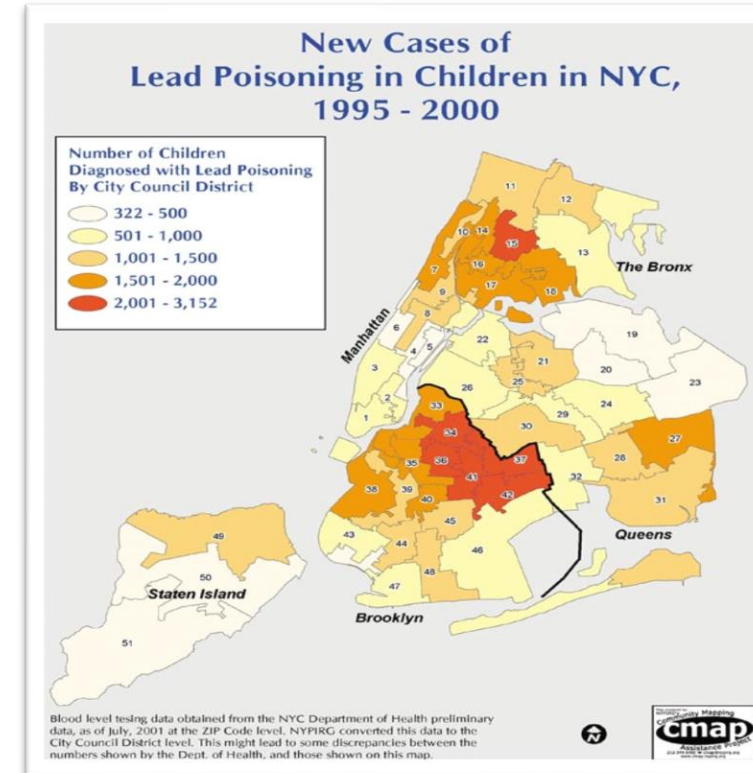 New Cases of
Lead Poisoning in Children in NYC,
1995 - 2000
Number of Children
Diagnosed with Lead Poisoning
By City Council District
322 - 500
501 - 1,000
1,001 - 1,500
1,501 - 2,000
2,001 - 3,152
11
12
10
14
15
13
16
The Bronx
7
17
18
9
8
Manhattan
6
19
4
5
22
3
21
20
23
25
26
2
24
1
33
29
30
27
34
28
35
36
37
41
32
38
39
42
31
40
45
Queens
49
43
44
46
50
48
47
Staten Island
Brooklyn
51
Blood level tesing data obtained from the NYC Department of Health preliminary
data, as of July, 2001 at the ZIP Code level. NYPIRG converted this data to the
City Council District level. This might lead to some discrepancies between the
numbers shown by the Dept. of Health, and those shown on this map.
N
Community Mapping
cmap
Assistance Project